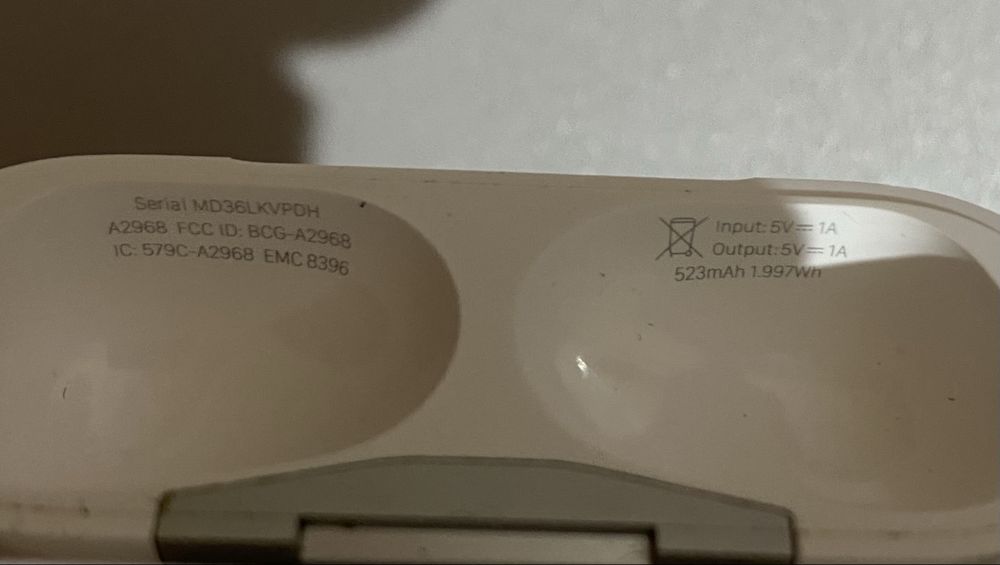 Serial MD36LKVPDH
A2968 FCC ID: BCG-A2968
IC: 579C-A2968 EMC 8396
Input: 5V⎓1A
Output: 5V⎓1A
523mAh 1.997Wh